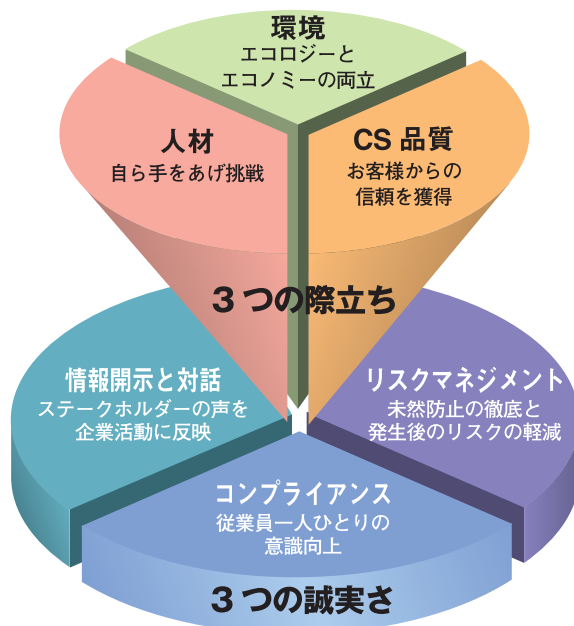 環境
エコロジーと
エコノミーの両立
人材
自ら手をあげ挑戦
CS 品質
お客様からの
信頼を獲得
3つの際立ち
情報開示と対話
ステークホルダーの声を
企業活動に反映
リスクマネジメント
未然防止の徹底と
発生後のリスクの軽減
コンプライアンス
従業員一人ひとりの
意識向上
3つの誠実さ